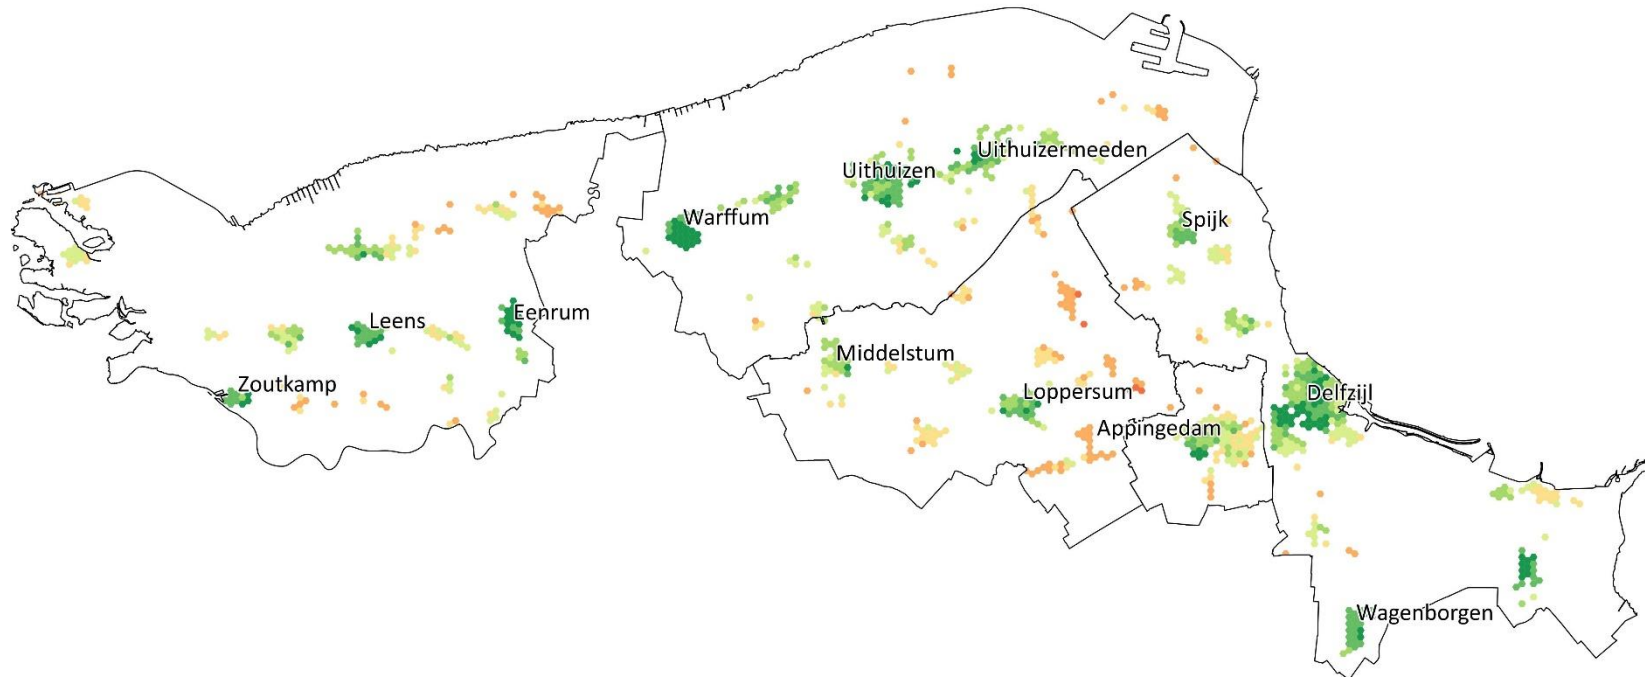 Uithuizermeeden
Uithuizen
Warffum
Spijk
Eenrum
Leens
Middelstum
Zoutkamp
Loppersum
Delfzijl
Appingedam
Wagenborgen